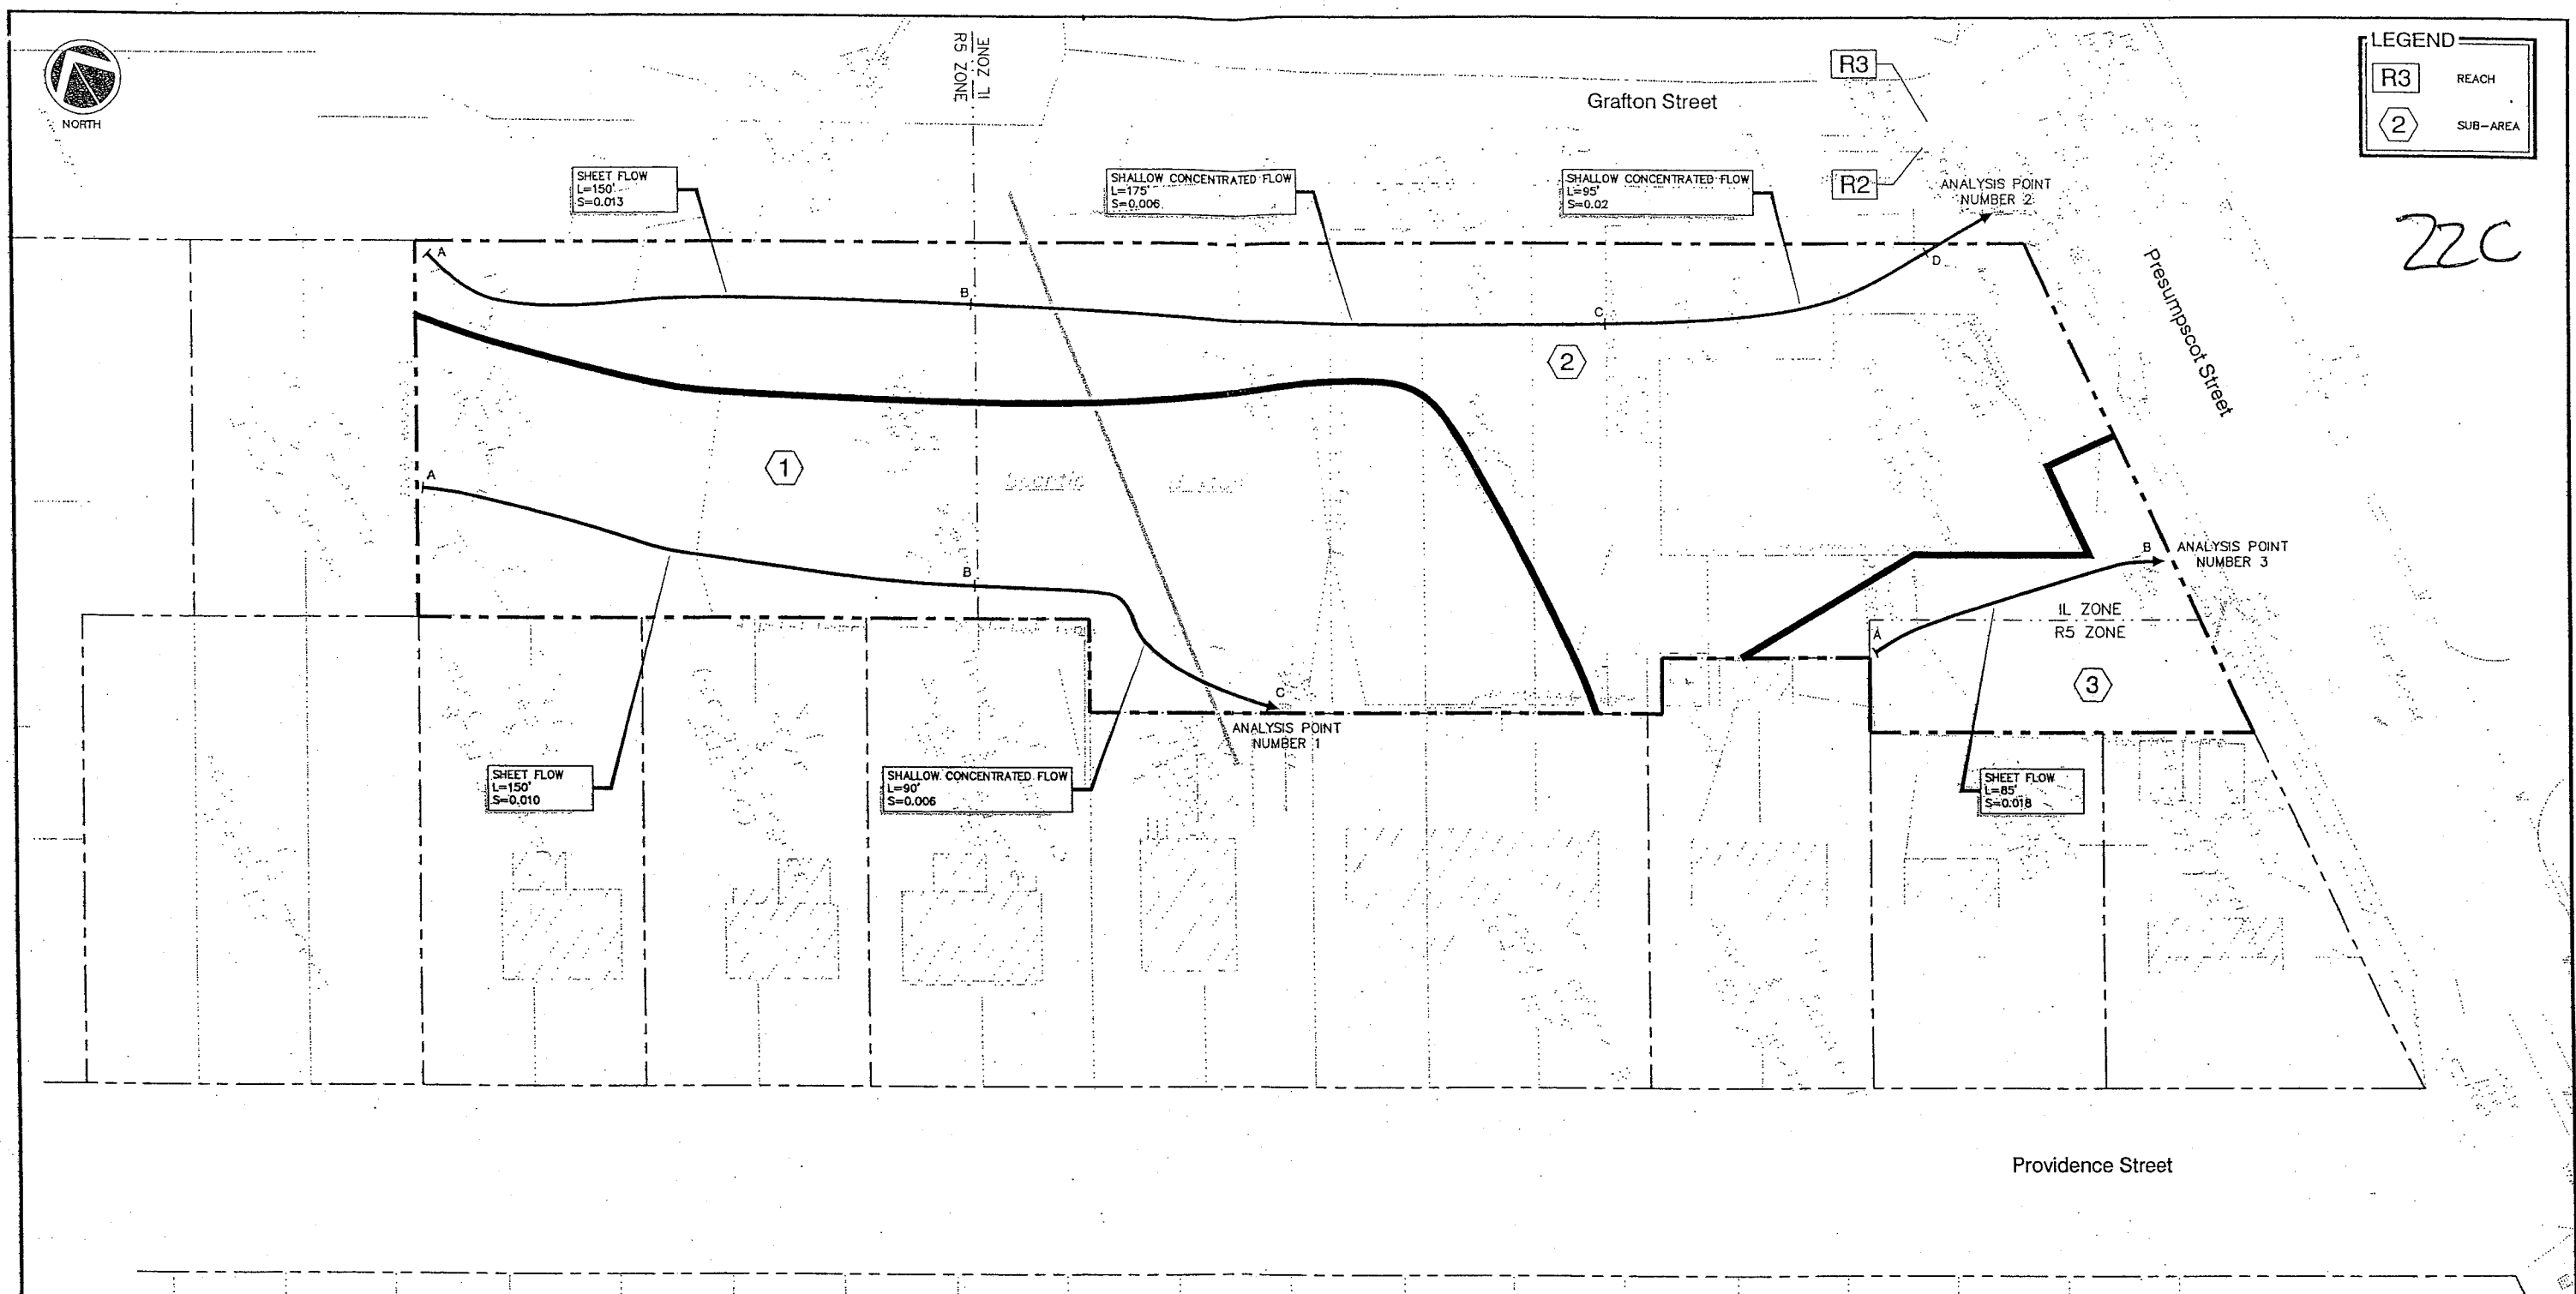 NORTH
IL ZONE
R5 ZONE
Grafton Street
R3
R2
LEGEND
R3 REACH
2 SUB-AREA
22C
SHEET FLOW
L=150'
S=0.013
SHALLOW CONCENTRATED FLOW
L=175'
S=0.006
SHALLOW CONCENTRATED FLOW
L=95'
S=0.02
ANALYSIS POINT
NUMBER 2
A
B
C
D
Presumpscot Street
2
1
A
B
C
B
ANALYSIS POINT
NUMBER 3
A
IL ZONE
R5 ZONE
3
ANALYSIS POINT
NUMBER 1
SHEET FLOW
L=150'
S=0.010
SHALLOW CONCENTRATED FLOW
L=90'
S=0.006
SHEET FLOW
L=85'
S=0.018
Providence Street